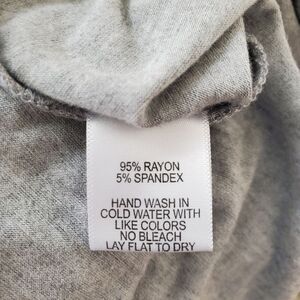 95% RAYON
5% SPANDEX
HAND WASH IN
COLD WATER WITH
LIKE COLORS
NO BLEACH
LAY FLAT TO DRY